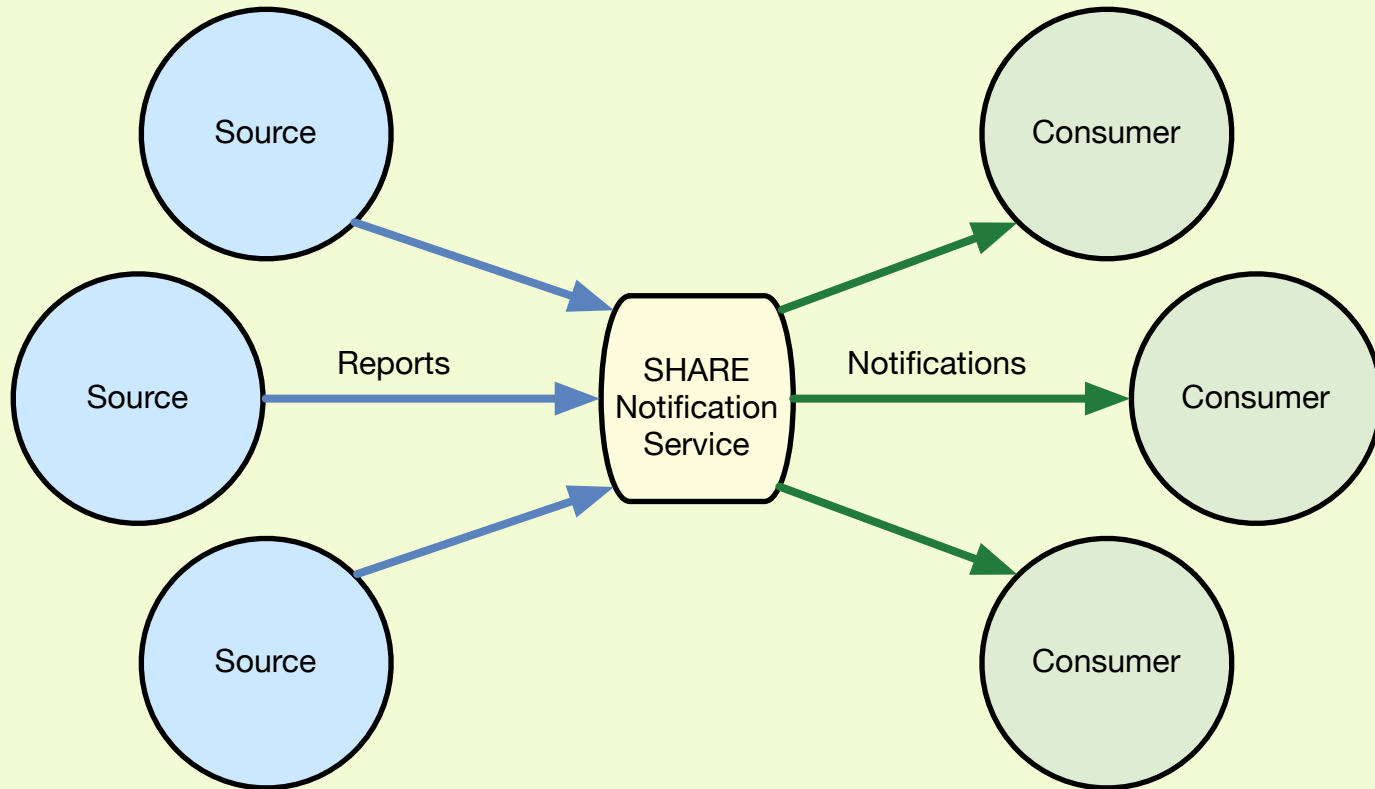 Source
Consumer
Reports
Notifications
Source
SHARE
Notification
Service
Consumer
Source
Consumer